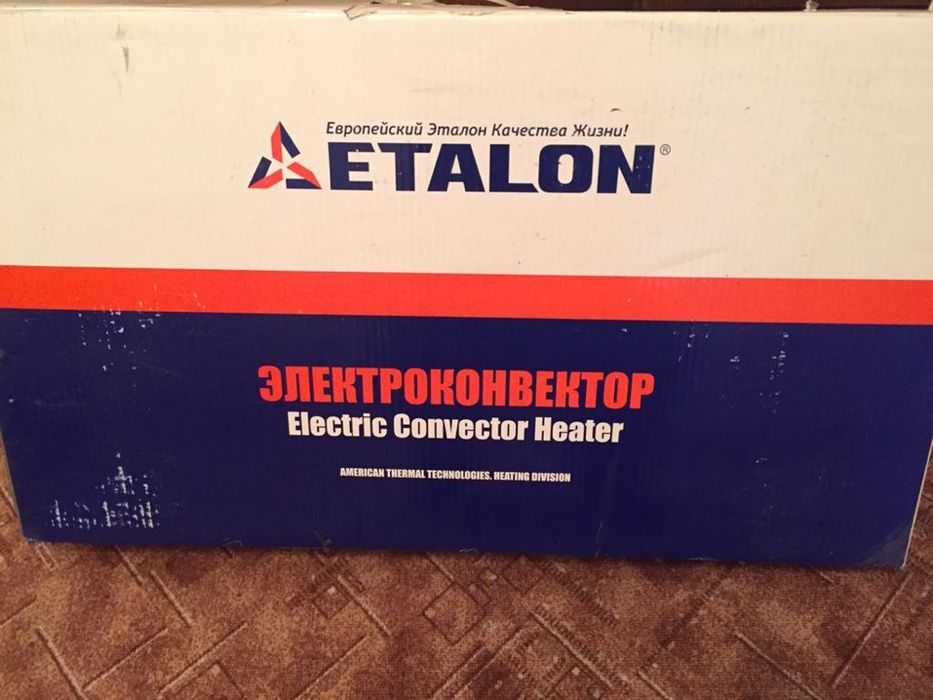 Европейский Эталон Качества Жизни!
ETALON®
ЭЛЕКТРОКОНВЕКТОР
Electric Convector Heater
AMERICAN THERMAL TECHNOLOGIES. HEATING DIVISION